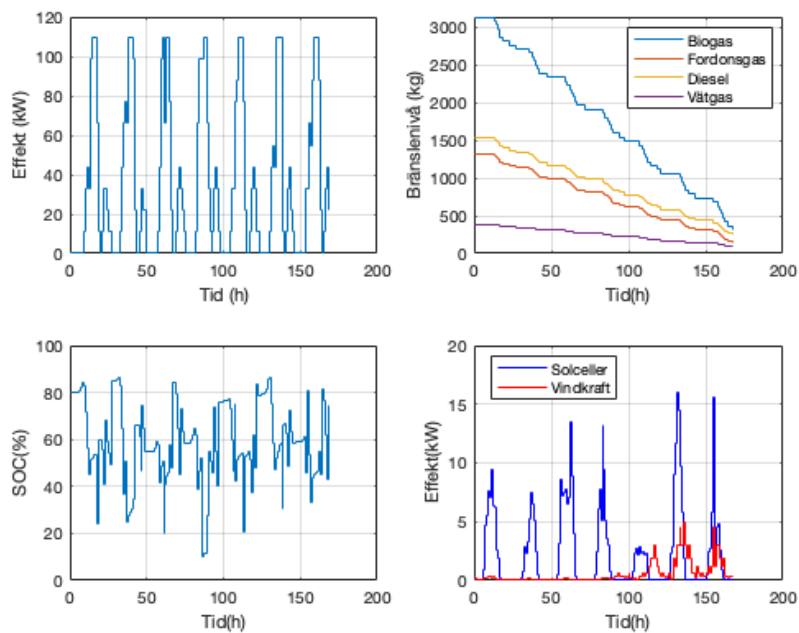 120
100
80
60
40
20
0
Effekt (kW)
0 50 100 150 200
Tid (h)
3000
2500
2000
1500
1000
500
0
Bränslenivå (kg)
Biogas
Fordonsgas
Diesel
Vätgas
0 50 100 150 200
Tid(h)
100
80
60
40
20
0
SOC(%)
0 50 100 150 200
Tid(h)
20
15
10
5
0
Effekt(kW)
Solceller
Vindkraft
0 50 100 150 200
Tid(h)